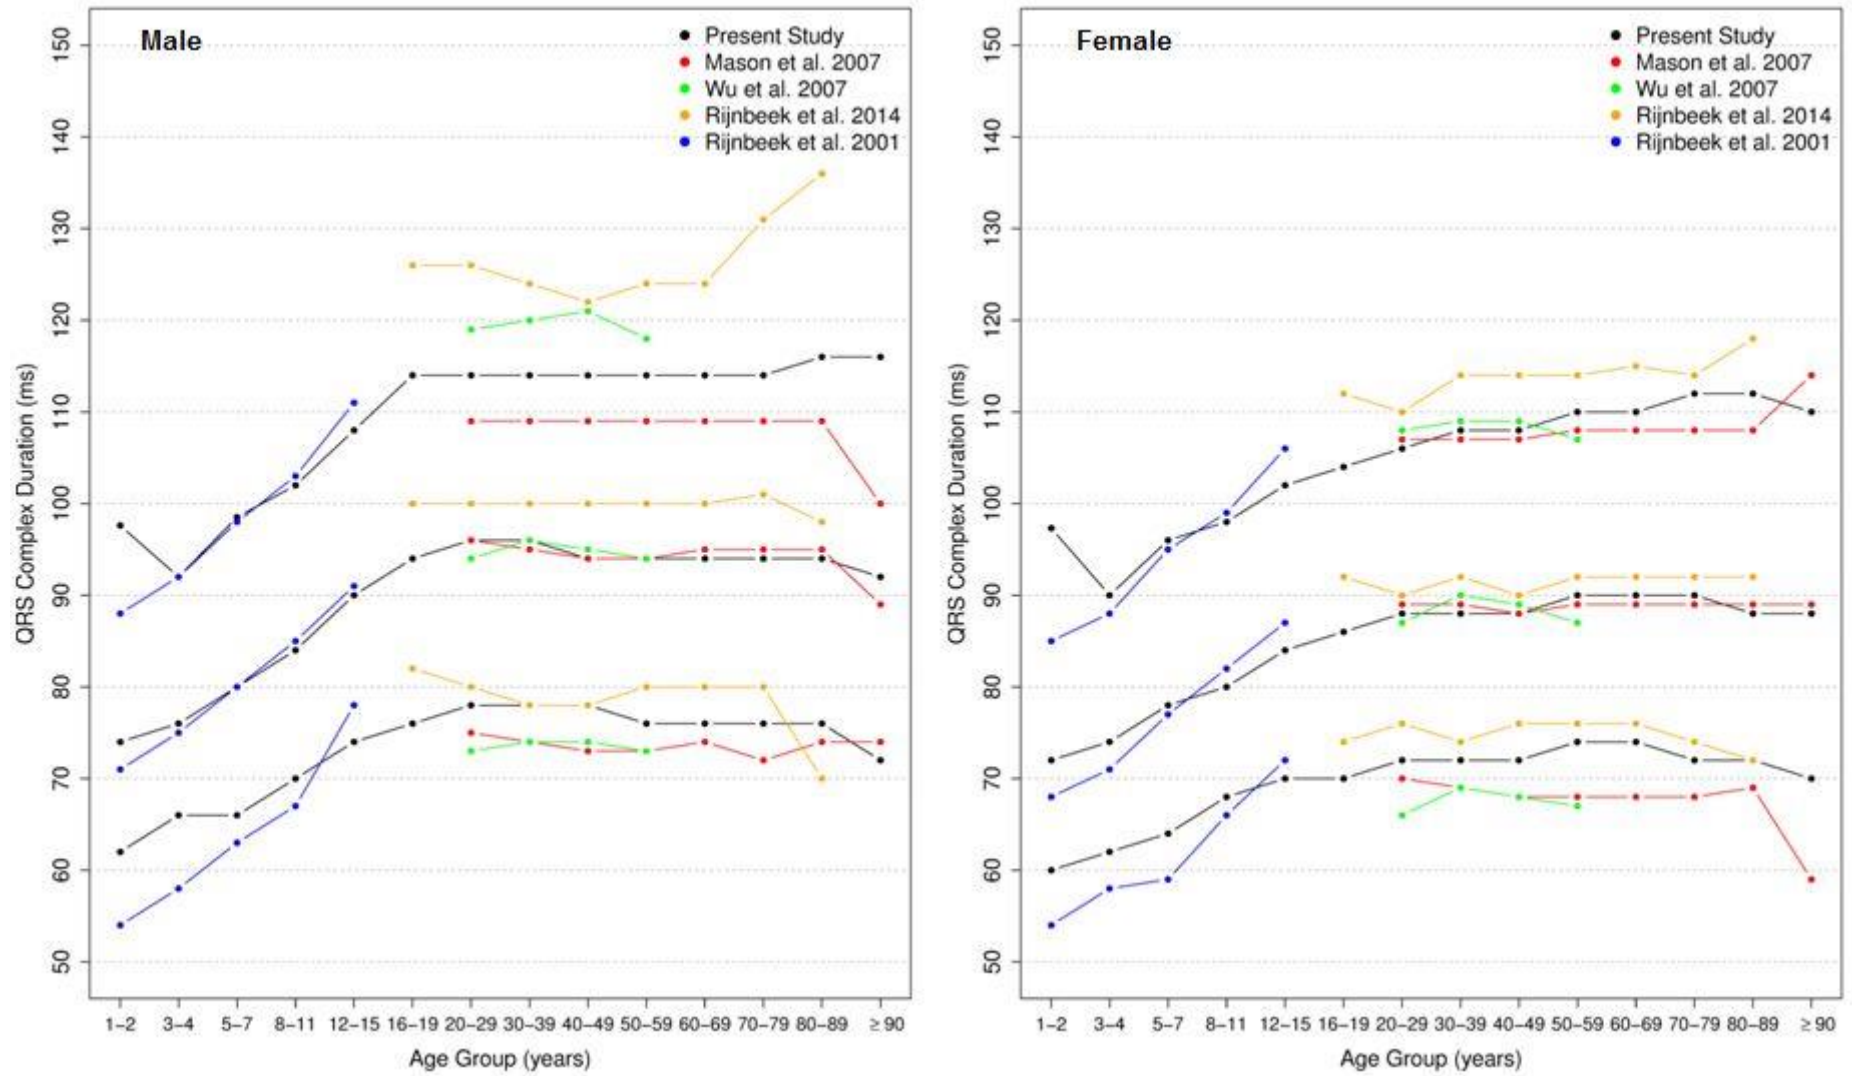 Male
Present Study
Mason et al. 2007
Wu et al. 2007
Rijnbeek et al. 2014
Rijnbeek et al. 2001
QRS Complex Duration (ms)
150
140
130
120
110
100
90
80
70
60
50
1–2 3–4 5–7 8–11 12–15 16–19 20–29 30–39 40–49 50–59 60–69 70–79 80–89 ≥ 90
Age Group (years)
Female
Present Study
Mason et al. 2007
Wu et al. 2007
Rijnbeek et al. 2014
Rijnbeek et al. 2001
QRS Complex Duration (ms)
150
140
130
120
110
100
90
80
70
60
50
1–2 3–4 5–7 8–11 12–15 16–19 20–29 30–39 40–49 50–59 60–69 70–79 80–89 ≥ 90
Age Group (years)